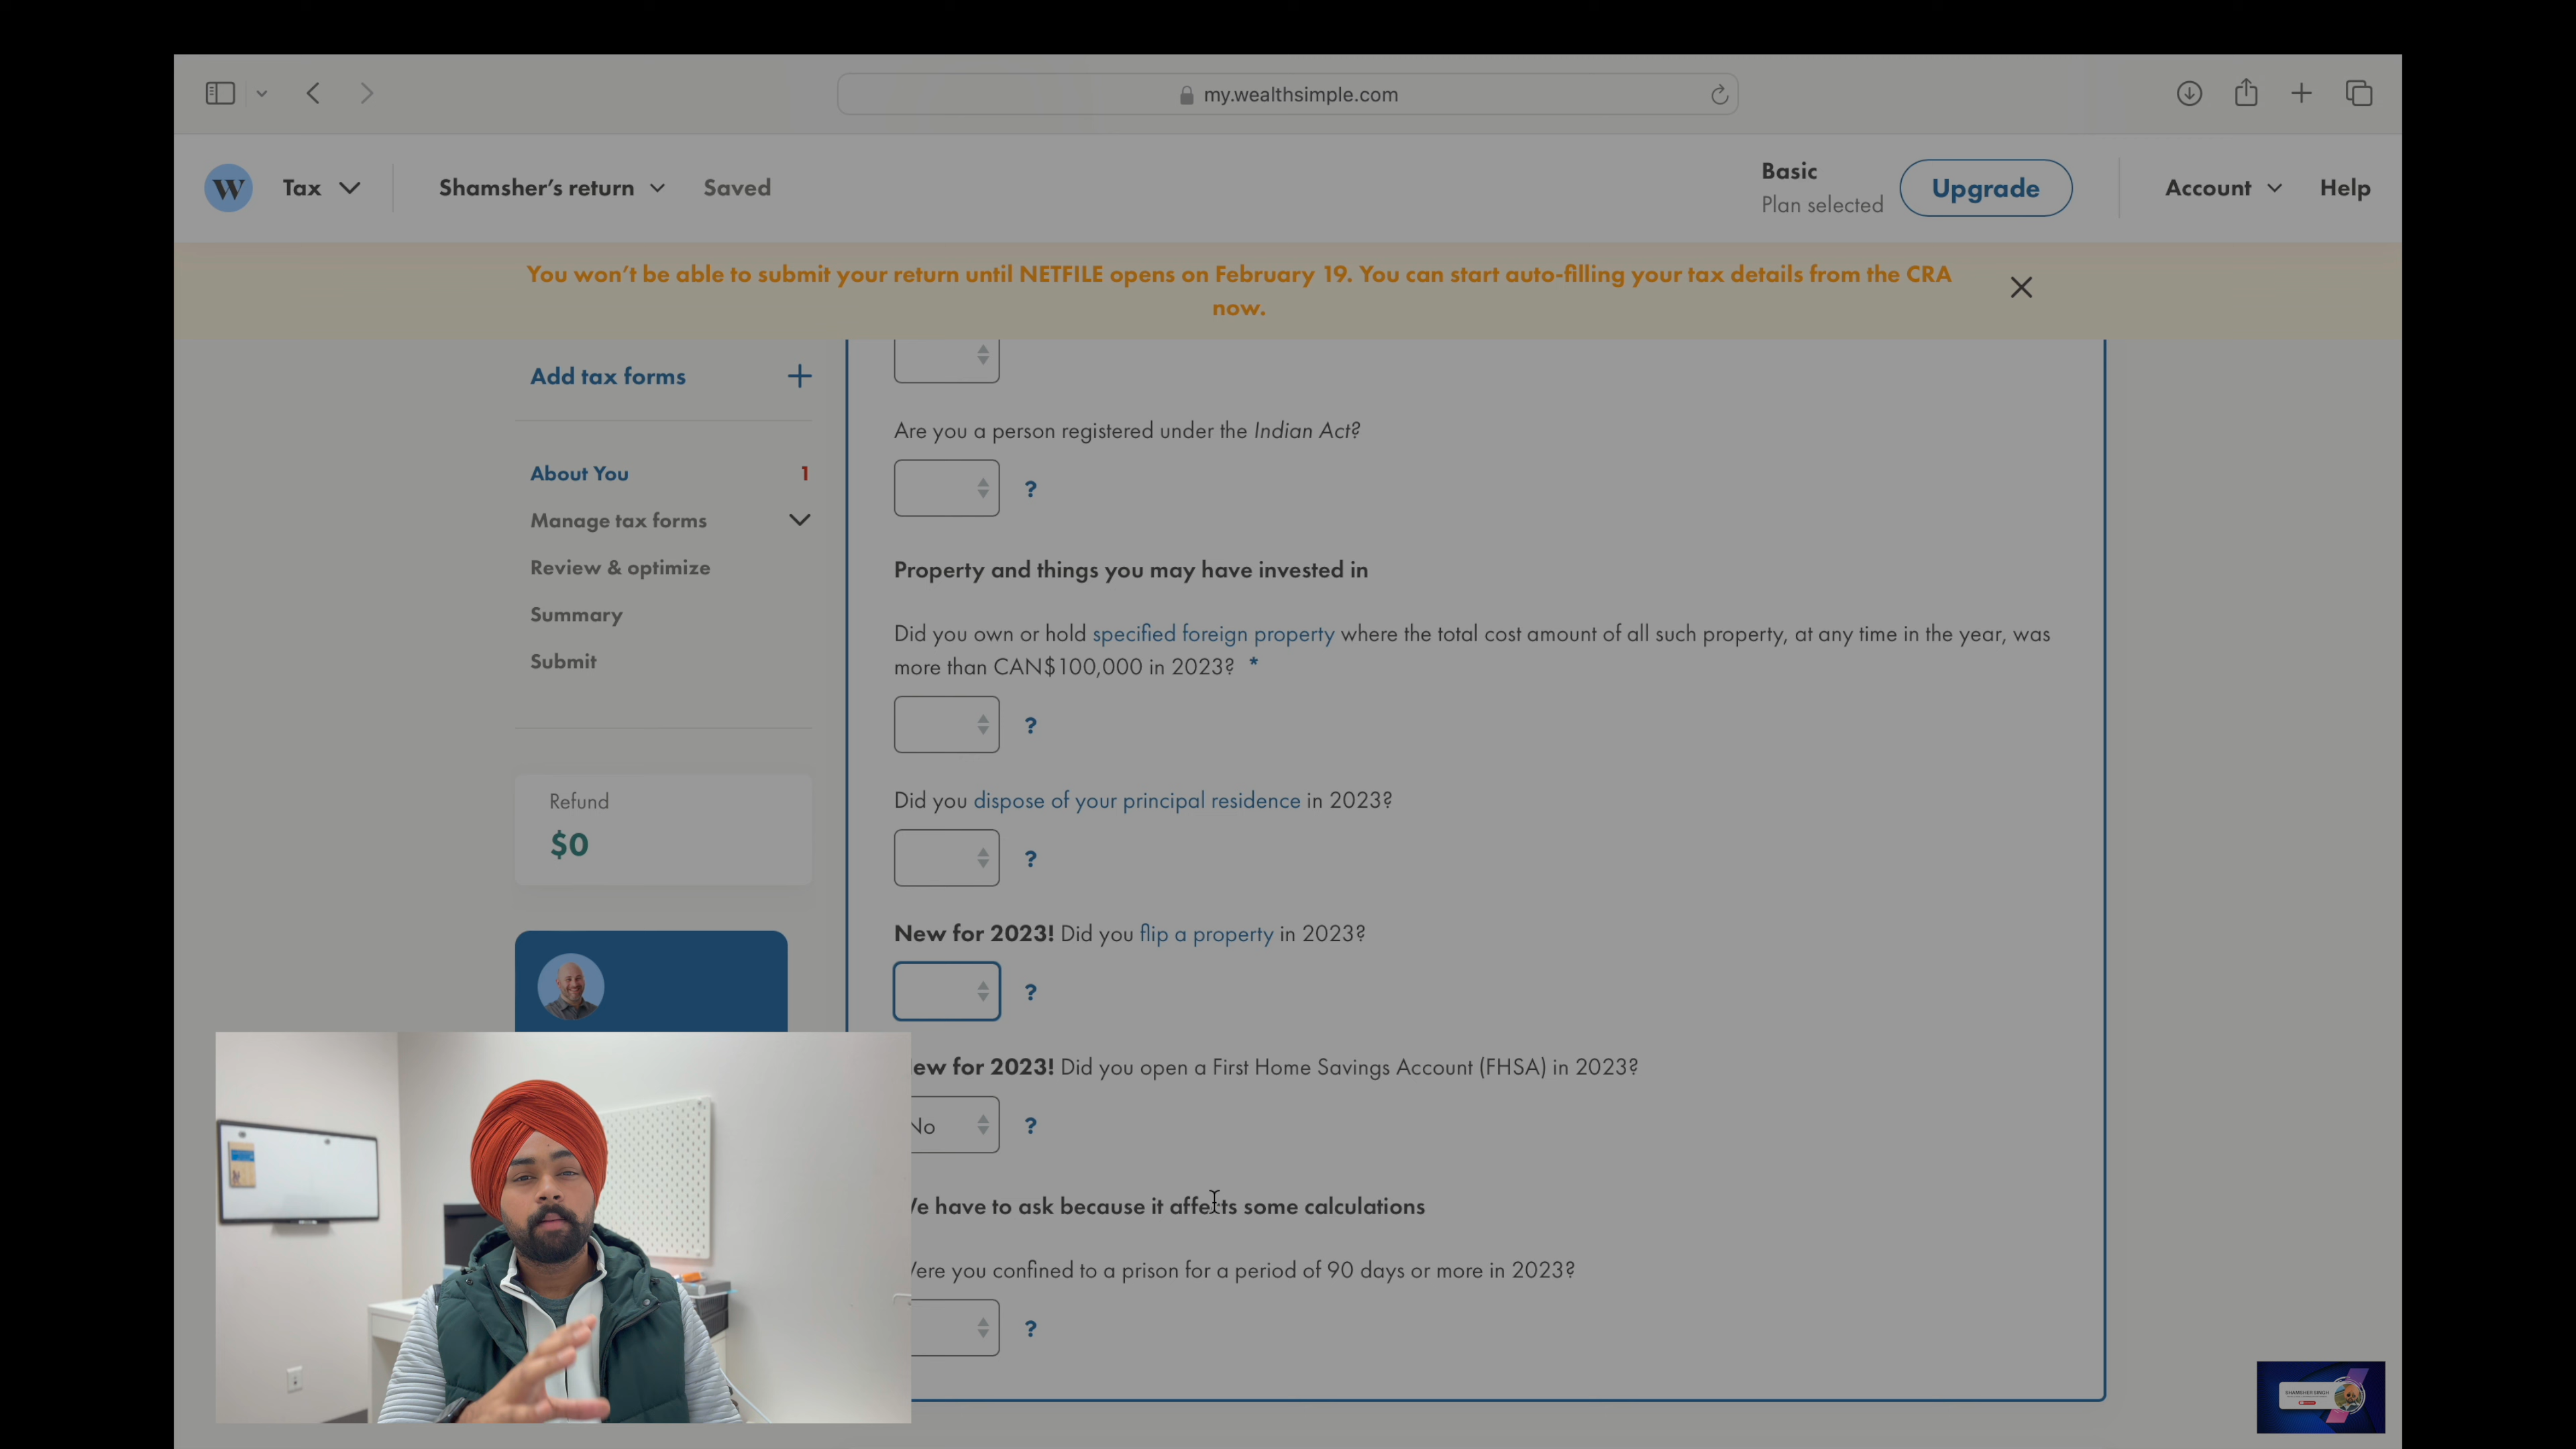 my.wealthsimple.com
W
Tax
Shamsher's return
Saved
Basic
Plan selected
Upgrade
Account
Help
You won't be able to submit your return until NETFILE opens on February 19. You can start auto-filling your tax details from the CRA
now.
Add tax forms
About You 1
Manage tax forms
Review & optimize
Summary
Submit
Refund
$0
Are you a person registered under the Indian Act?
?
Property and things you may have invested in
Did you own or hold specified foreign property where the total cost amount of all such property, at any time in the year, was
more than CAN$100,000 in 2023? *
?
Did you dispose of your principal residence in 2023?
?
New for 2023! Did you flip a property in 2023?
?
ew for 2023! Did you open a First Home Savings Account (FHSA) in 2023?
No
?
e have to ask because it affects some calculations
ere you confined to a prison for a period of 90 days or more in 2023?
?
SHAMSHER SINGH